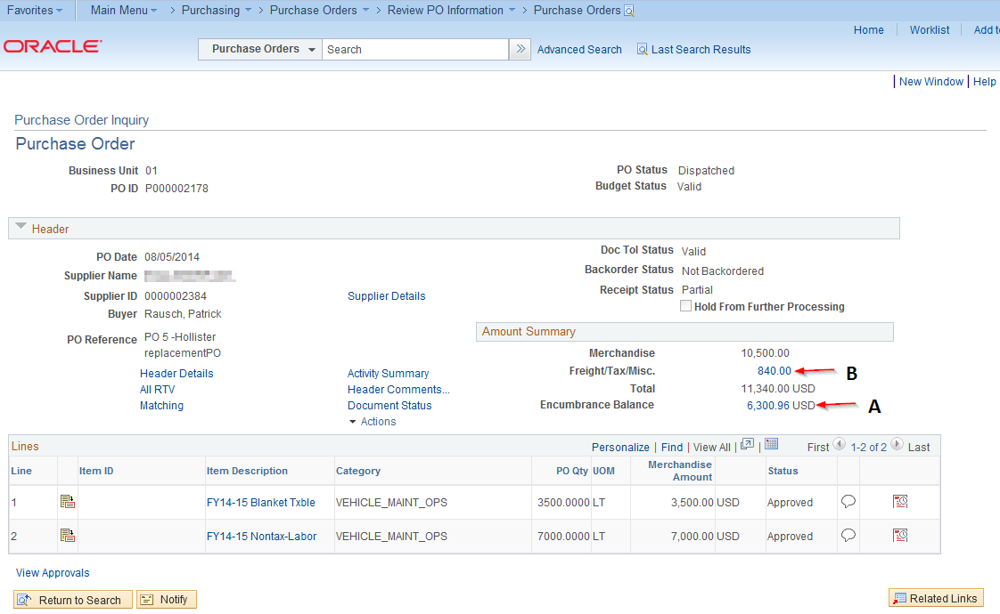 Favorites Main Menu > Purchasing > Purchase Orders > Review PO Information > Purchase Orders
Home Worklist Add t
ORACLE Purchase Orders Search Advanced Search Last Search Results
New Window Help
Purchase Order Inquiry
Purchase Order
Business Unit 01 PO Status Dispatched
PO ID P000002178 Budget Status Valid
Header
PO Date 08/05/2014 Doc Tol Status Valid
Supplier Name Backorder Status Not Backordered
Supplier ID 0000002384 Supplier Details Receipt Status Partial
Buyer Rausch, Patrick Hold From Further Processing
PO Reference PO 5 -Hollister
replacementPO
Amount Summary
Merchandise 10,500.00
Freight/Tax/Misc. 840.00 B
Total 11,340.00 USD
Encumbrance Balance 6,300.96 USD A
Header Details Activity Summary
All RTV Header Comments...
Matching Document Status
Actions
Lines Personalize | Find | View All | | First 1-2 of 2 Last
Line Item ID Item Description Category PO Qty UOM Merchandise Amount Status
1 FY14-15 Blanket Txble VEHICLE_MAINT_OPS 3500.0000 LT 3,500.00 USD Approved
2 FY14-15 Nontax-Labor VEHICLE_MAINT_OPS 7000.0000 LT 7,000.00 USD Approved
View Approvals
Return to Search Notify Related Links